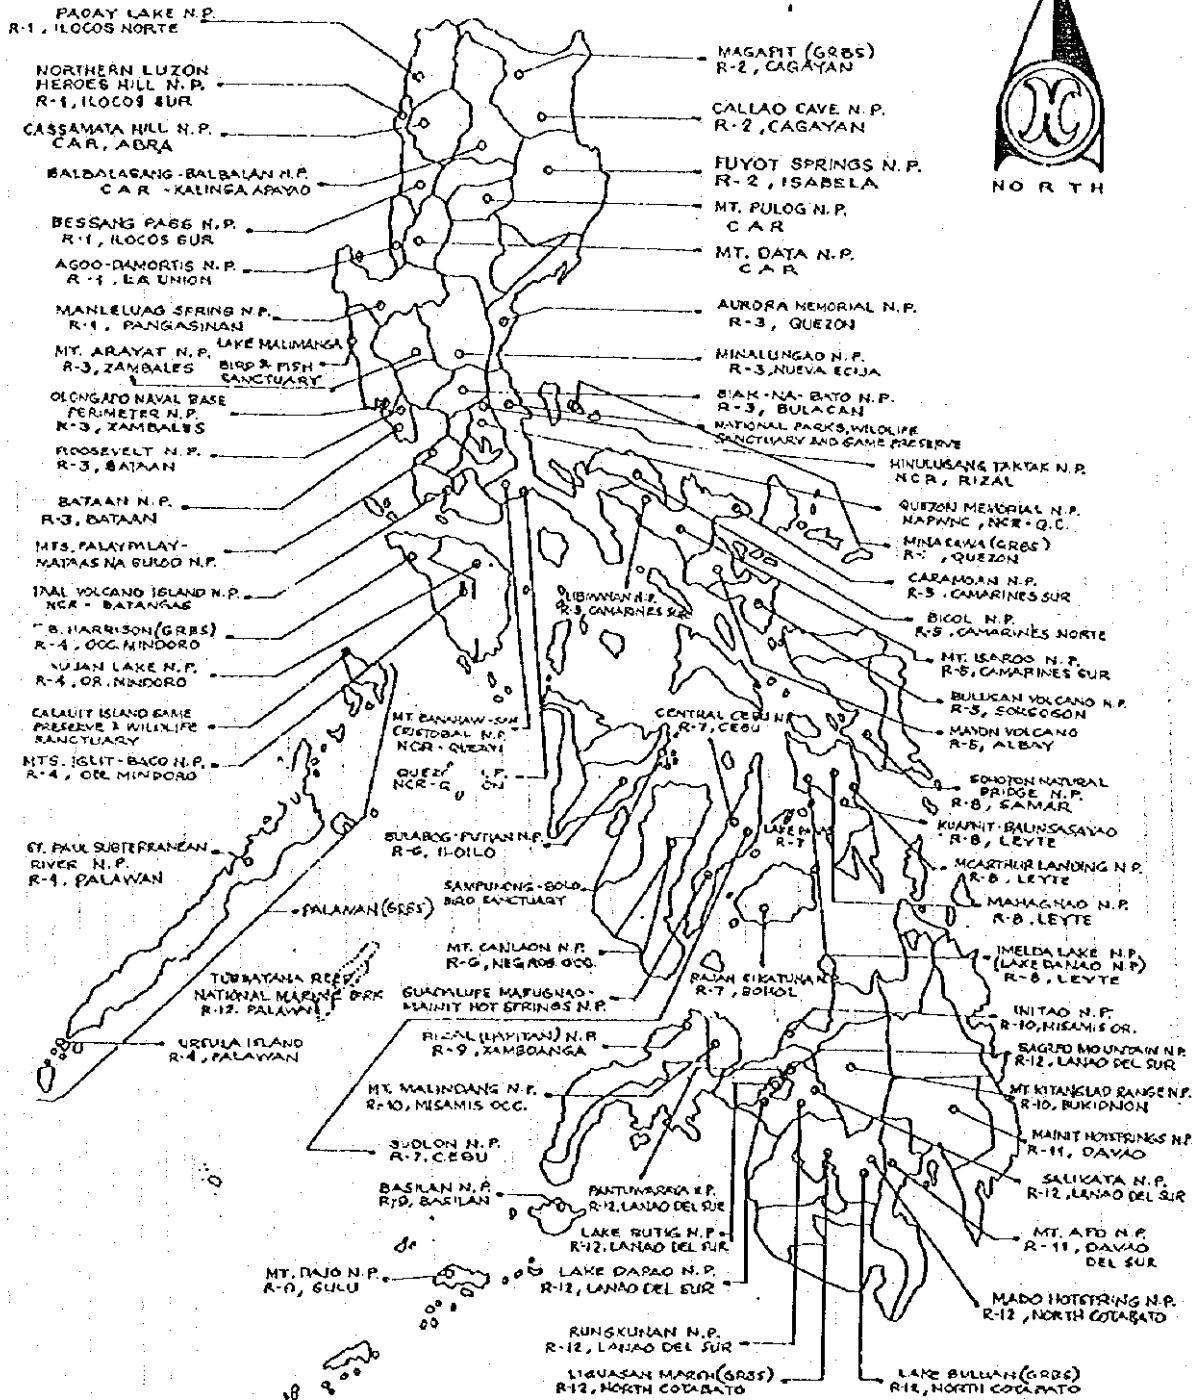 PAOAY LAKE N.P.
R-1, ILOCOS NORTE
NORTHERN LUZON
HEROES HILL N.P.
R-1, ILOCOS SUR
CASSAMATA HILL N.P.
CAR, ABRA
BALBALASANG-BALBALAN N.P.
CAR - KALINGA APAYAO
BESSANG PASS N.P.
R-1, ILOCOS SUR
AGOO-DAMORTIS N.P.
R-1, LA UNION
MANLELUAG SPRING N.P.
R-1, PANGASINAN
MT. ARAYAT N.P.
R-3, ZAMBALES
LAKE MALIMANGA
BIRD & FISH
SANCTUARY
OLONGAPO NAVAL BASE
PERIMETER N.P.
R-3, ZAMBALES
ROOSEVELT N.P.
R-3, BATAAN
BATAAN N.P.
R-3, BATAAN
MTS. PALAYPALAY-
MATAAS NA GULOD N.P.
TAAL VOLCANO ISLAND N.P.
NCR - BATANGAS
B. HARRISON (GRBS)
R-4, OCC. MINDORO
NAUJAN LAKE N.P.
R-4, OR. MINDORO
CALAUIT ISLAND GAME
PRESERVE & WILDLIFE
SANCTUARY
MTS. IGLIT-BACO N.P.
R-4, OCC. MINDORO
ST. PAUL SUBTERRANEAN
RIVER N.P.
R-4, PALAWAN
PALAWAN (GRBS)
TUBBATAHA REEF
NATIONAL MARINE PARK
R-12, PALAWAN
URSULA ISLAND
R-4, PALAWAN
MAGAPIT (GRBS)
R-2, CAGAYAN
CALLAO CAVE N.P.
R-2, CAGAYAN
FUYOT SPRINGS N.P.
R-2, ISABELA
MT. PULOG N.P.
CAR
MT. DATA N.P.
CAR
AURORA MEMORIAL N.P.
R-3, QUEZON
MINALUNGAO N.P.
R-3, NUEVA ECIJA
BIAK-NA-BATO N.P.
R-3, BULACAN
NATIONAL PARKS, WILDLIFE
SANCTUARY AND GAME PRESERVE
HINULUGANG TAKTAK N.P.
NCR, RIZAL
QUEZON MEMORIAL N.P.
NAPWNC, NCR-Q.C.
MINASAWA (GRBS)
QUEZON
CARAMOAN N.P.
R-5, CAMARINES SUR
BICOL N.P.
R-5, CAMARINES NORTE
MT. ISAROG N.P.
R-5, CAMARINES SUR
BULUSAN VOLCANO N.P.
R-5, SORSOGON
MAYON VOLCANO
R-5, ALBAY
SOHOTON NATURAL
BRIDGE N.P.
R-8, SAMAR
KUAPNIT-BALINSASAYAO
R-8, LEYTE
MCARTHUR LANDING N.P.
R-8, LEYTE
MAHAGNAO N.P.
R-8, LEYTE
IMELDA LAKE N.P.
(LAKE DANAO N.P.)
R-8, LEYTE
INITAO N.P.
R-10, MISAMIS OR.
SACRED MOUNTAIN N.P.
R-12, LANAO DEL SUR
MT. KITANGLAD RANGE N.P.
R-10, BUKIDNON
MAINIT HOTSPRINGS N.P.
R-11, DAVAO
SALIKATA N.P.
R-12, LANAO DEL SUR
MT. APO N.P.
R-11, DAVAO
DEL SUR
MADO HOTSPRING N.P.
R-12, NORTH COTABATO
LAKE BULUAN (GRBS)
R-12, NORTH COTABATO
LIBMANAN N.P.
R-5, CAMARINES SUR
MT. BANAHAW-SAN
CRISTOBAL N.P.
NCR - QUEZON
CENTRAL CEBU N.P.
R-7, CEBU
BULABOG-PUTIAN N.P.
R-6, ILOILO
SAMPUNONG-BOLO
BIRD SANCTUARY
MT. CANLAON N.P.
R-6, NEGROS OCC.
GUADALUPE MABUGNAO-
MAINIT HOT SPRINGS N.P.
RAJAH SIKATUNA N.P.
R-7, BOHOL
RIZAL (DAPITAN) N.P.
R-9, ZAMBOANGA
MT. MALINDANG N.P.
R-10, MISAMIS OCC.
SUDLON N.P.
R-7, CEBU
BASILAN N.P.
R-9, BASILAN
PANTUWARAYA N.P.
R-12, LANAO DEL SUR
LAKE BUTIG N.P.
R-12, LANAO DEL SUR
MT. DAJO N.P.
SULU
LAKE DAPAO N.P.
R-12, LANAO DEL SUR
RUNGKUNAN N.P.
R-12, LANAO DEL SUR
LIGUASAN MARSH (GRBS)
R-12, NORTH COTABATO
NORTH